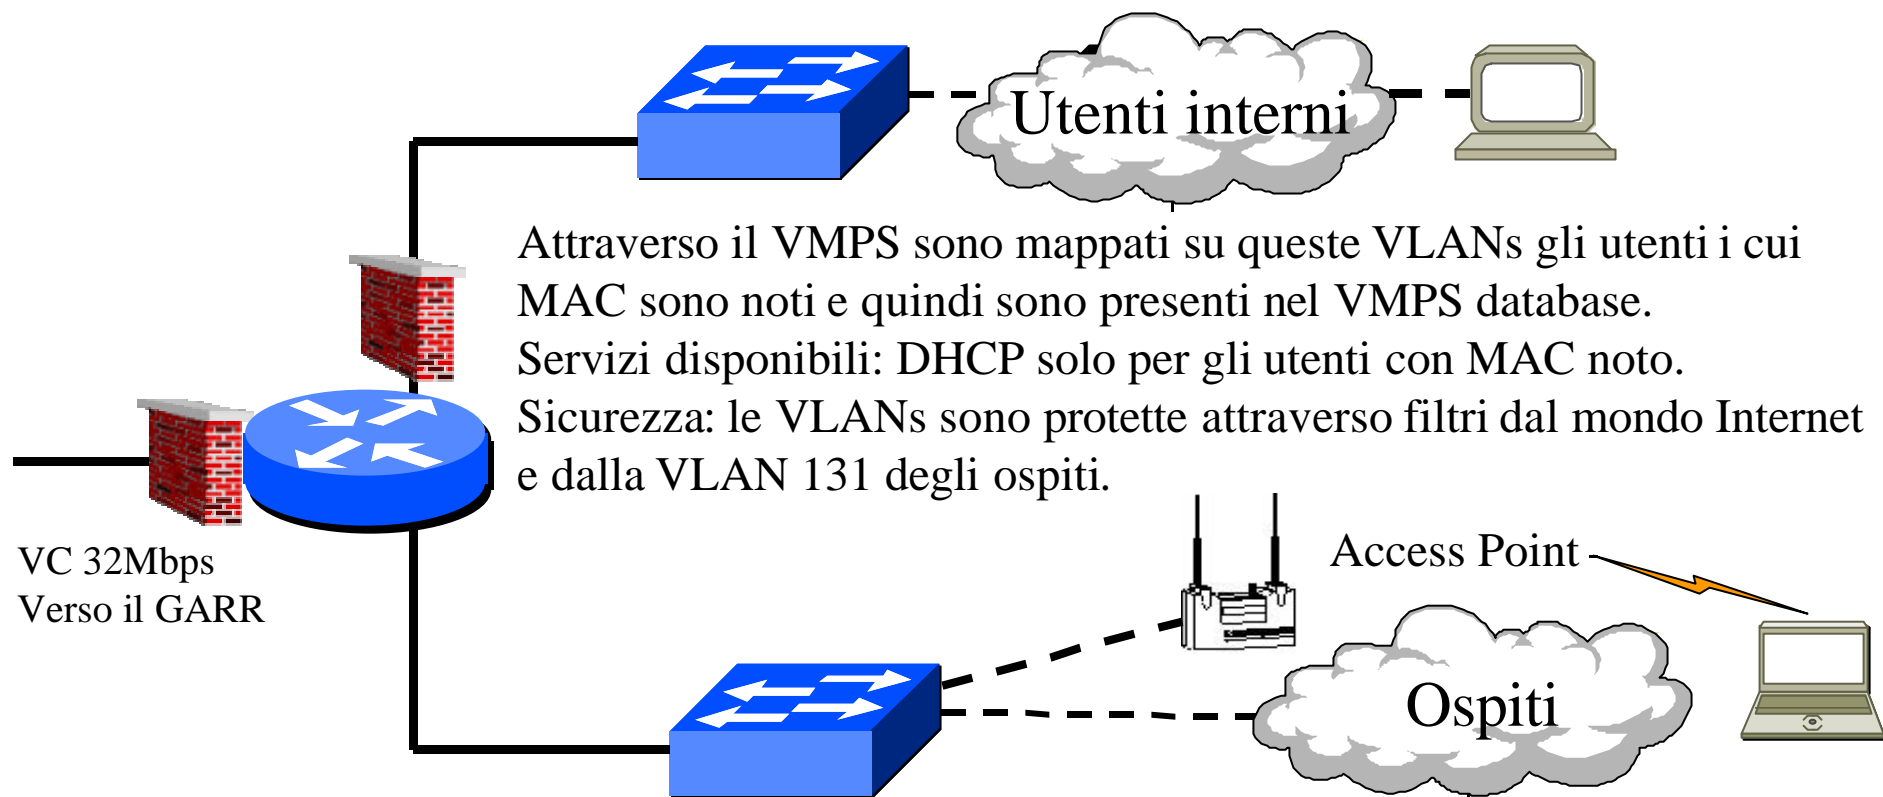 Utenti interni
Attraverso il VMPS sono mappati su queste VLANs gli utenti i cui
MAC sono noti e quindi sono presenti nel VMPS database.
Servizi disponibili: DHCP solo per gli utenti con MAC noto.
Sicurezza: le VLANs sono protette attraverso filtri dal mondo Internet
e dalla VLAN 131 degli ospiti.
VC 32Mbps
Verso il GARR
Access Point
Ospiti